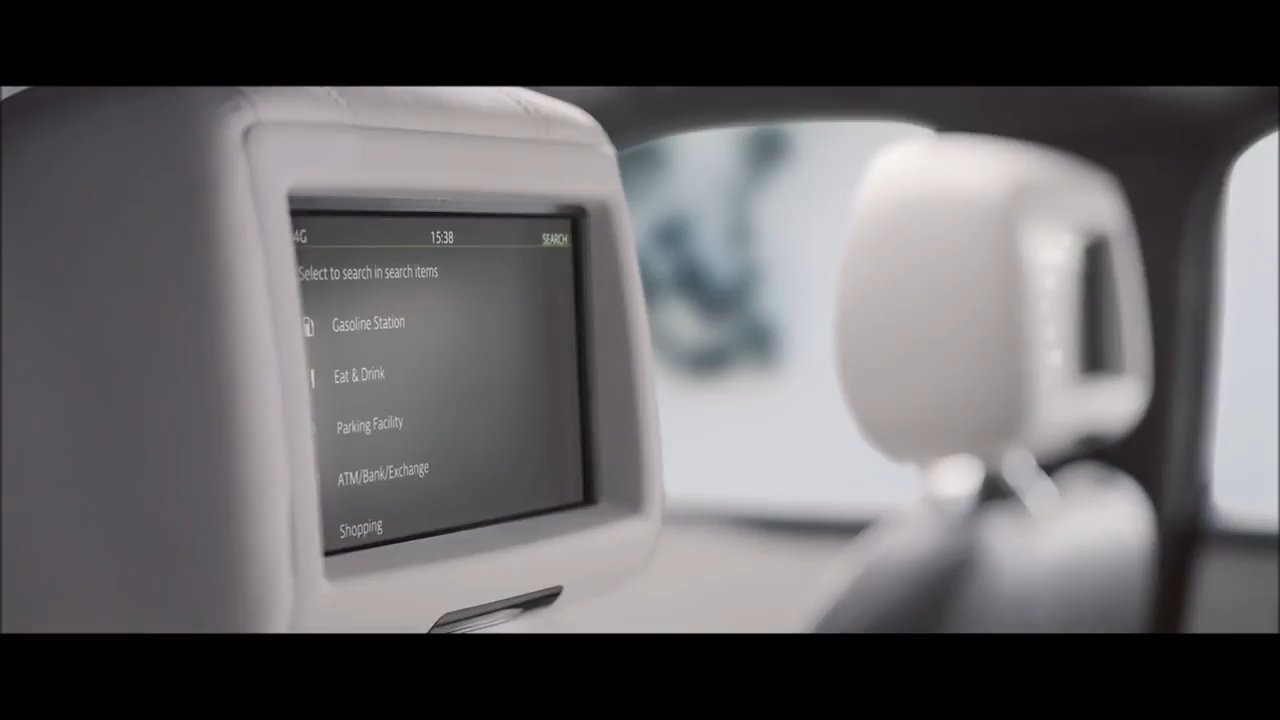 4G 15:38 SEARCH
Select to search in search items
Gasoline Station
Eat & Drink
Parking Facility
ATM/Bank/Exchange
Shopping